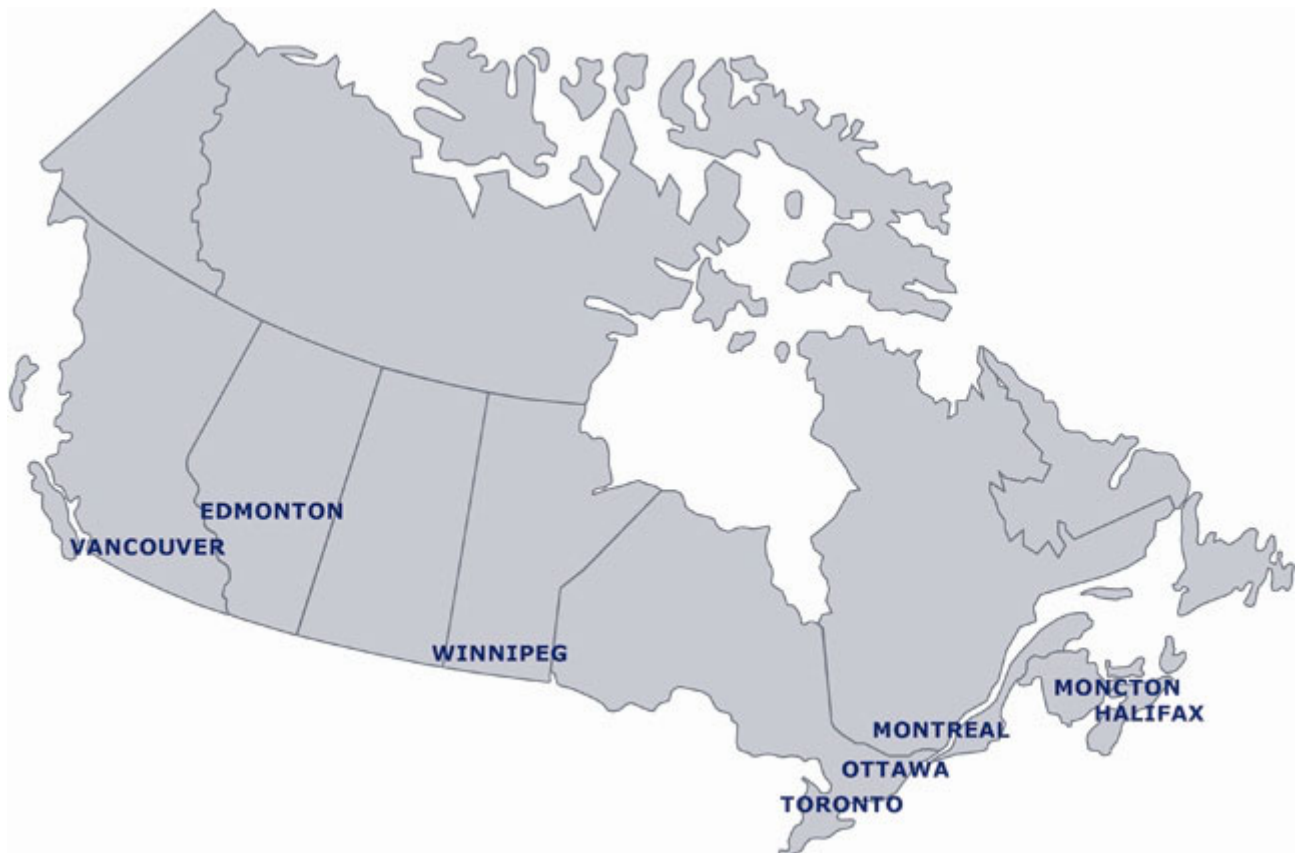 EDMONTON
VANCOUVER
WINNIPEG
MONCTON
HALIFAX
MONTREAL
OTTAWA
TORONTO